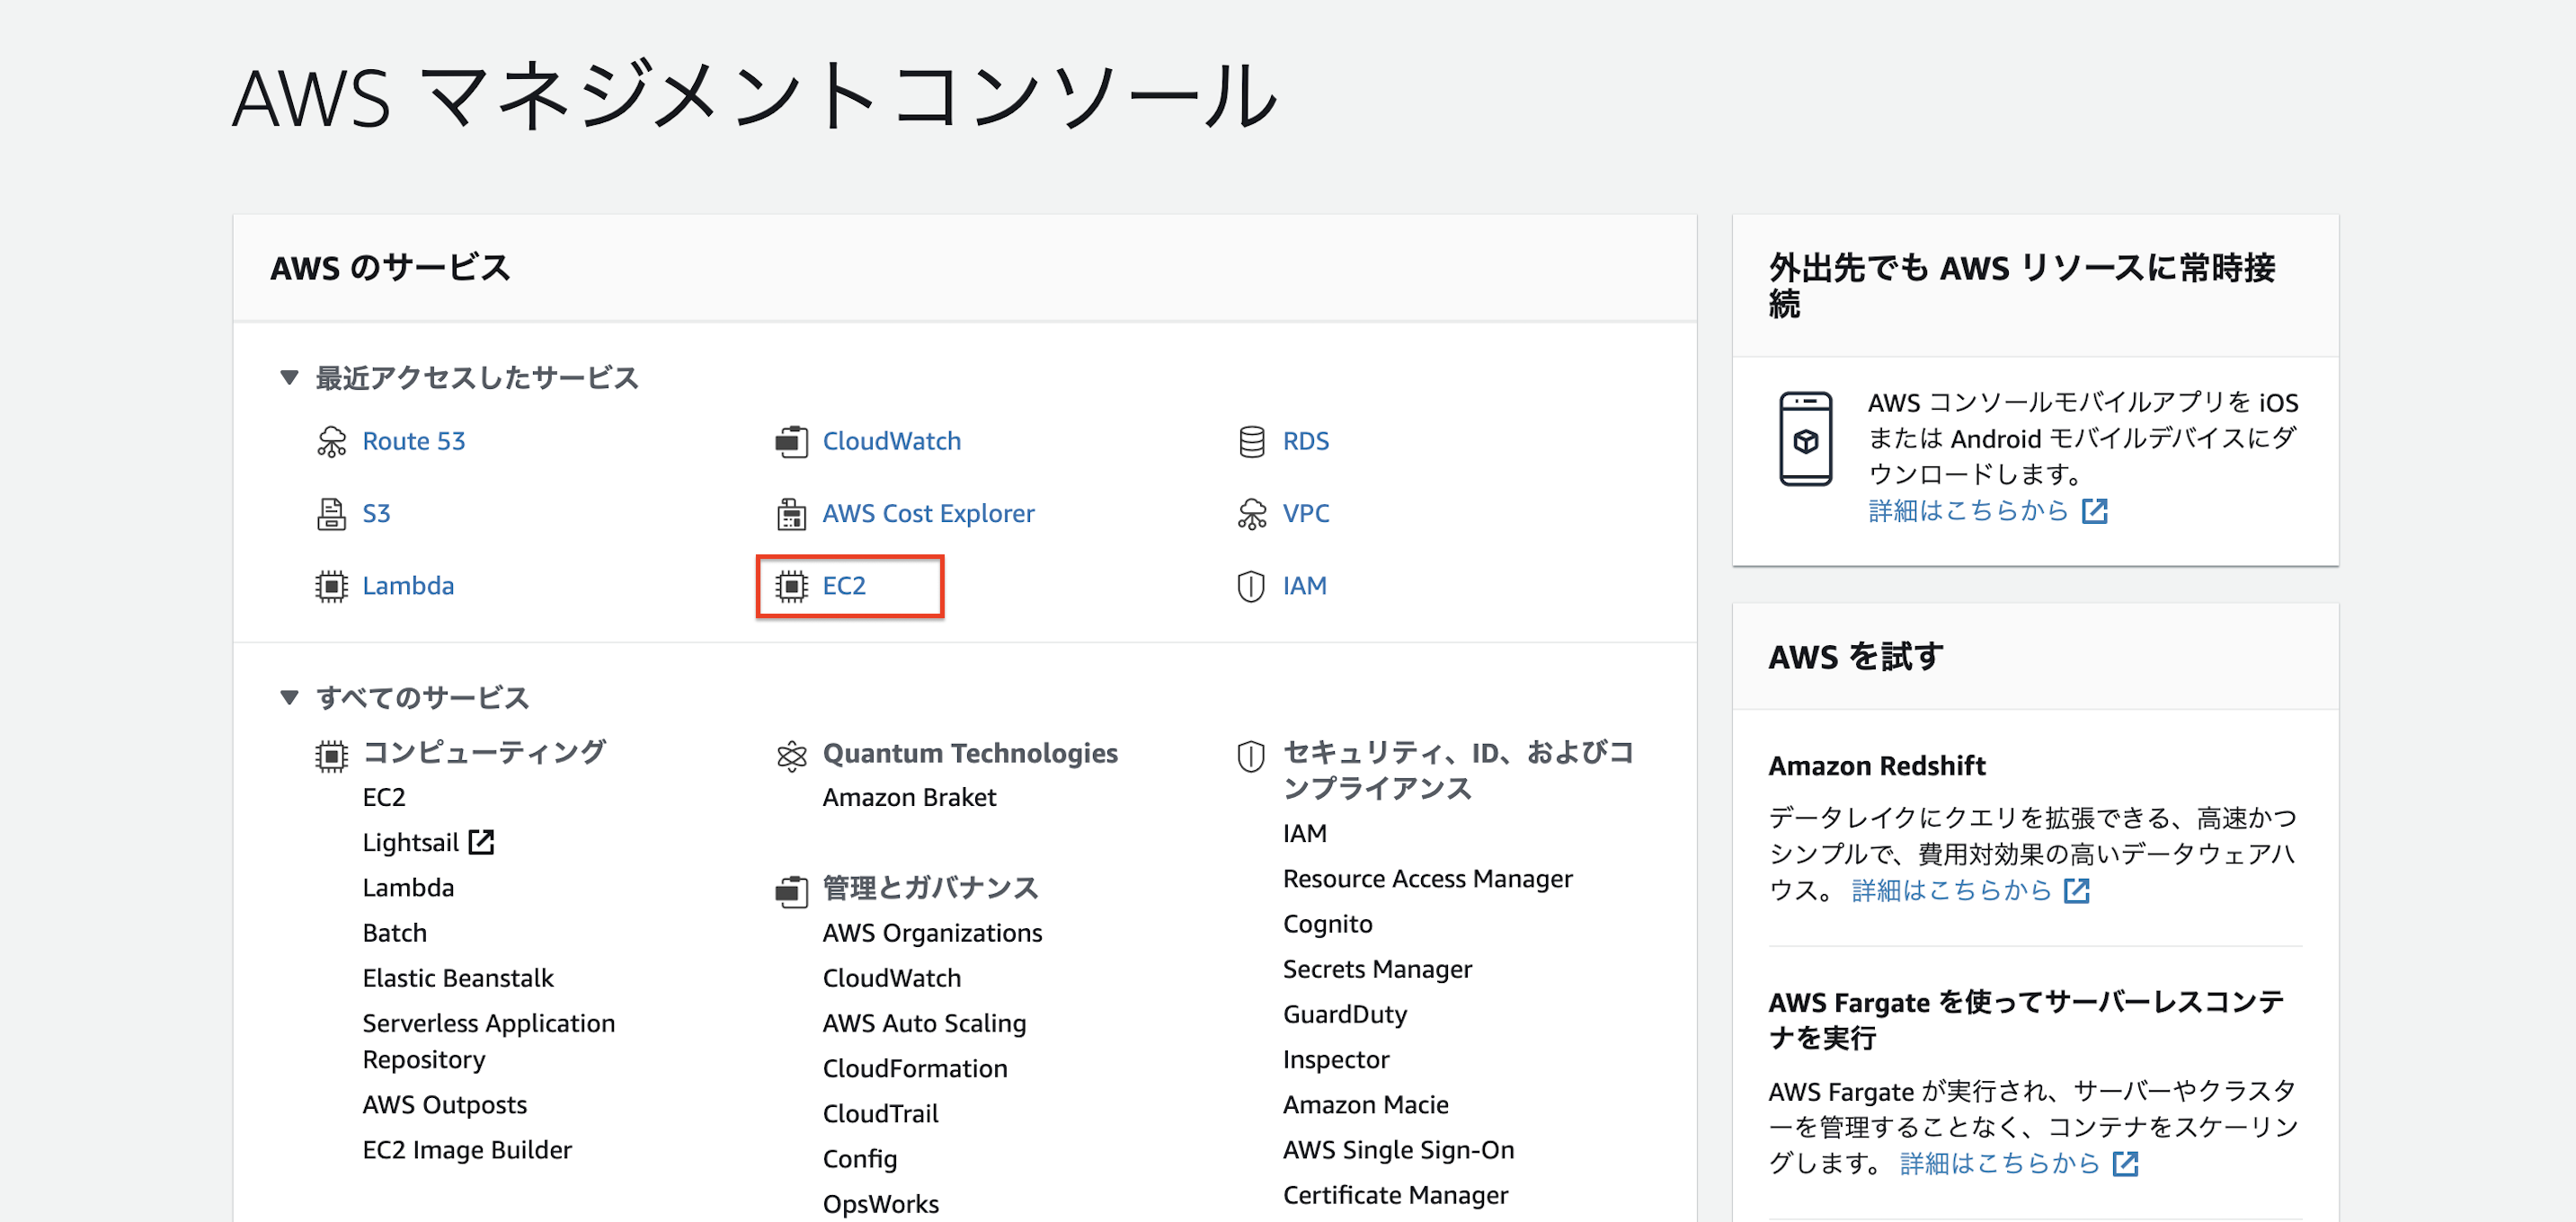 AWS マネジメントコンソール
AWS のサービス
最近アクセスしたサービス
Route 53
CloudWatch
RDS
S3
AWS Cost Explorer
VPC
Lambda
EC2
IAM
すべてのサービス
コンピューティング
EC2
Lightsail
Lambda
Batch
Elastic Beanstalk
Serverless Application
Repository
AWS Outposts
EC2 Image Builder
Quantum Technologies
Amazon Braket
管理とガバナンス
AWS Organizations
CloudWatch
AWS Auto Scaling
CloudFormation
CloudTrail
Config
OpsWorks
セキュリティ、ID、およびコ
ンプライアンス
IAM
Resource Access Manager
Cognito
Secrets Manager
GuardDuty
Inspector
Amazon Macie
AWS Single Sign-On
Certificate Manager
外出先でも AWS リソースに常時接
続
AWS コンソールモバイルアプリを iOS
または Android モバイルデバイスにダ
ウンロードします。
詳細はこちらから
AWS を試す
Amazon Redshift
データレイクにクエリを拡張できる、高速かつ
シンプルで、費用対効果の高いデータウェアハ
ウス。 詳細はこちらから
AWS Fargate を使ってサーバーレスコンテ
ナを実行
AWS Fargate が実行され、サーバーやクラスタ
ーを管理することなく、コンテナをスケーリン
グします。 詳細はこちらから